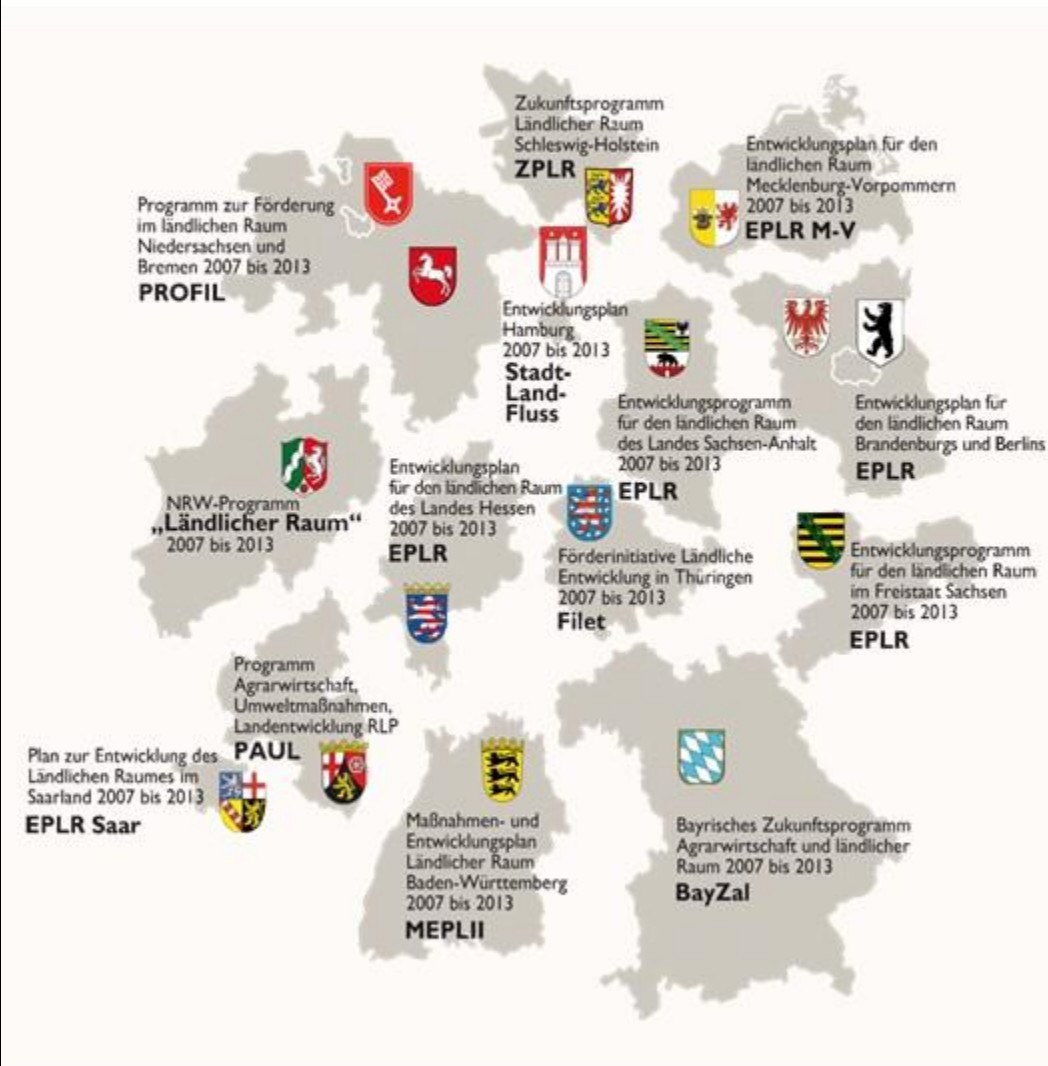 Zukunftsprogramm
Ländlicher Raum
Schleswig-Holstein
ZPLR
Entwicklungsplan für den
ländlichen Raum
Mecklenburg-Vorpommern
2007 bis 2013
EPLR M-V
Programm zur Förderung
im ländlichen Raum
Niedersachsen und
Bremen 2007 bis 2013
PROFIL
Entwicklungsplan
Hamburg
2007 bis 2013
Stadt-
Land-
Fluss
Entwicklungsprogramm
für den ländlichen Raum
des Landes Sachsen-Anhalt
2007 bis 2013
EPLR
Entwicklungsplan für
den ländlichen Raum
Brandenburgs und Berlins
EPLR
NRW-Programm
„Ländlicher Raum“
2007 bis 2013
Entwicklungsplan
für den ländlichen Raum
des Landes Hessen
2007 bis 2013
EPLR
Förderinitiative Ländliche
Entwicklung in Thüringen
2007 bis 2013
Filet
Entwicklungsprogramm
für den ländlichen Raum
im Freistaat Sachsen
2007 bis 2013
EPLR
Programm
Agrarwirtschaft,
Umweltmaßnahmen,
Landentwicklung RLP
PAUL
Plan zur Entwicklung des
Ländlichen Raumes im
Saarland 2007 bis 2013
EPLR Saar
Maßnahmen- und
Entwicklungsplan
Ländlicher Raum
Baden-Württemberg
2007 bis 2013
MEPLII
Bayrisches Zukunftsprogramm
Agrarwirtschaft und ländlicher
Raum 2007 bis 2013
BayZal